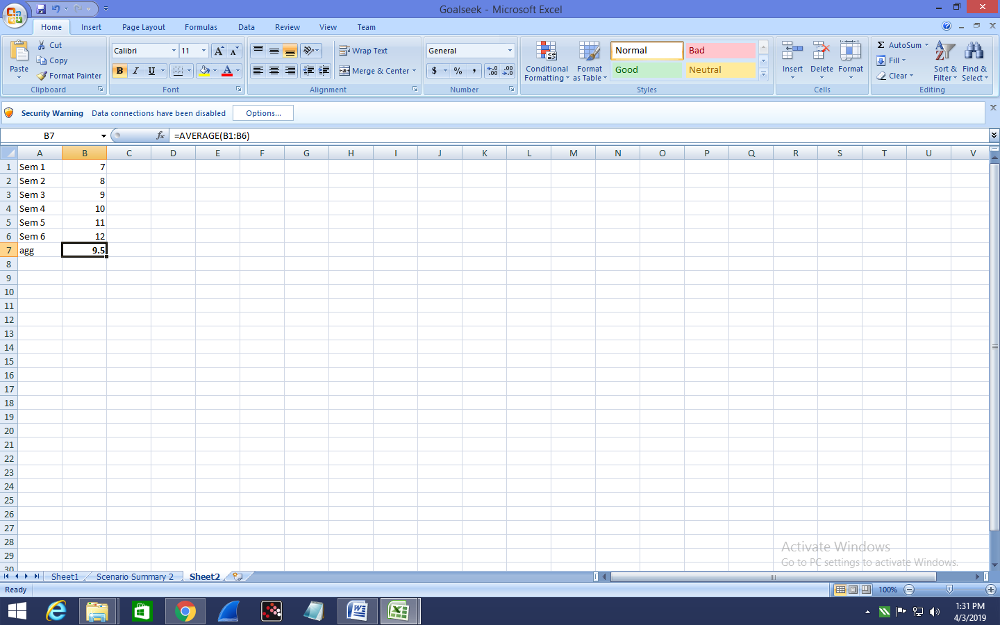 Goalseek - Microsoft Excel
Home Insert Page Layout Formulas Data Review View Team
Paste
Cut
Copy
Format Painter
Clipboard
Calibri 11
B I U
Font
Wrap Text
Merge & Center
Alignment
General
$ % ,
Number
Conditional Formatting
Format as Table
Normal Bad
Good Neutral
Styles
Insert Delete Format
Cells
Σ AutoSum
Fill
Clear
Sort & Filter
Find & Select
Editing
Security Warning Data connections have been disabled Options...
B7 fx =AVERAGE(B1:B6)
A B C D E F G H I J K L M N O P Q R S T U V
1 Sem 1 7
2 Sem 2 8
3 Sem 3 9
4 Sem 4 10
5 Sem 5 11
6 Sem 6 12
7 agg 9.5
8
9
10
11
12
13
14
15
16
17
18
19
20
21
22
23
24
25
26
27
28
29
30
Activate Windows
Go to PC settings to activate Windows.
Sheet1 Scenario Summary 2 Sheet2
Ready 100%
1:31 PM
4/3/2019